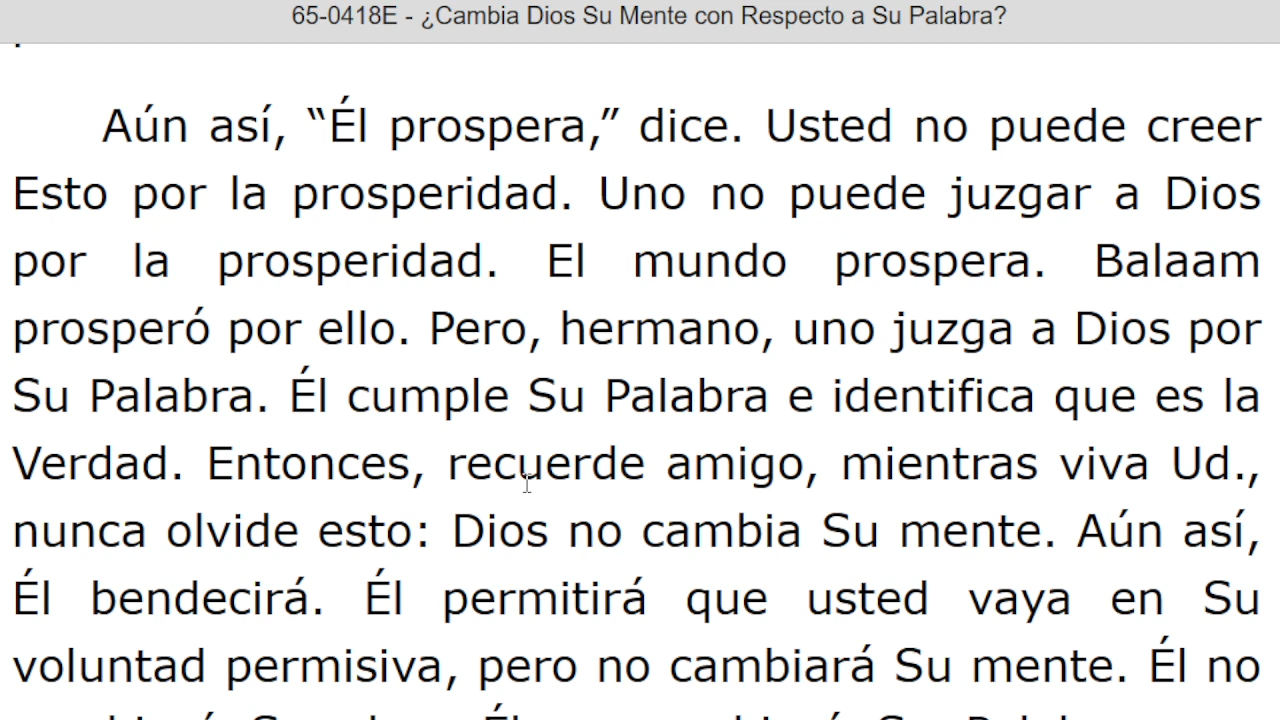 65-0418E - ¿Cambia Dios Su Mente con Respecto a Su Palabra?
Aún así, “Él prospera,” dice. Usted no puede creer
Esto por la prosperidad. Uno no puede juzgar a Dios
por la prosperidad. El mundo prospera. Balaam
prosperó por ello. Pero, hermano, uno juzga a Dios por
Su Palabra. Él cumple Su Palabra e identifica que es la
Verdad. Entonces, recuerde amigo, mientras viva Ud.,
nunca olvide esto: Dios no cambia Su mente. Aún así,
Él bendecirá. Él permitirá que usted vaya en Su
voluntad permisiva, pero no cambiará Su mente. Él no